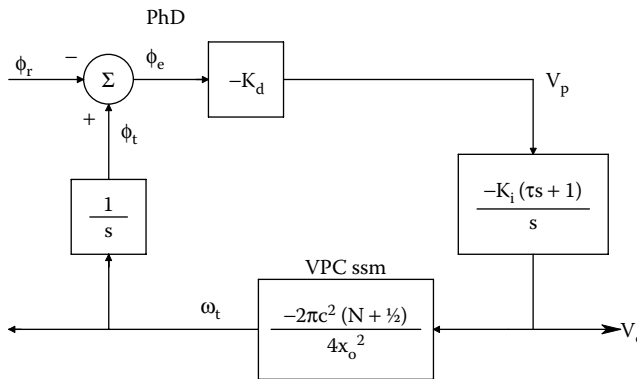 PhD
ϕr
−
Σ
ϕe
−Kd
Vp
+
ϕt
1
s
−Ki (τs + 1)
s
VPC ssm
ωt
−2πc² (N + ½)
4xo²